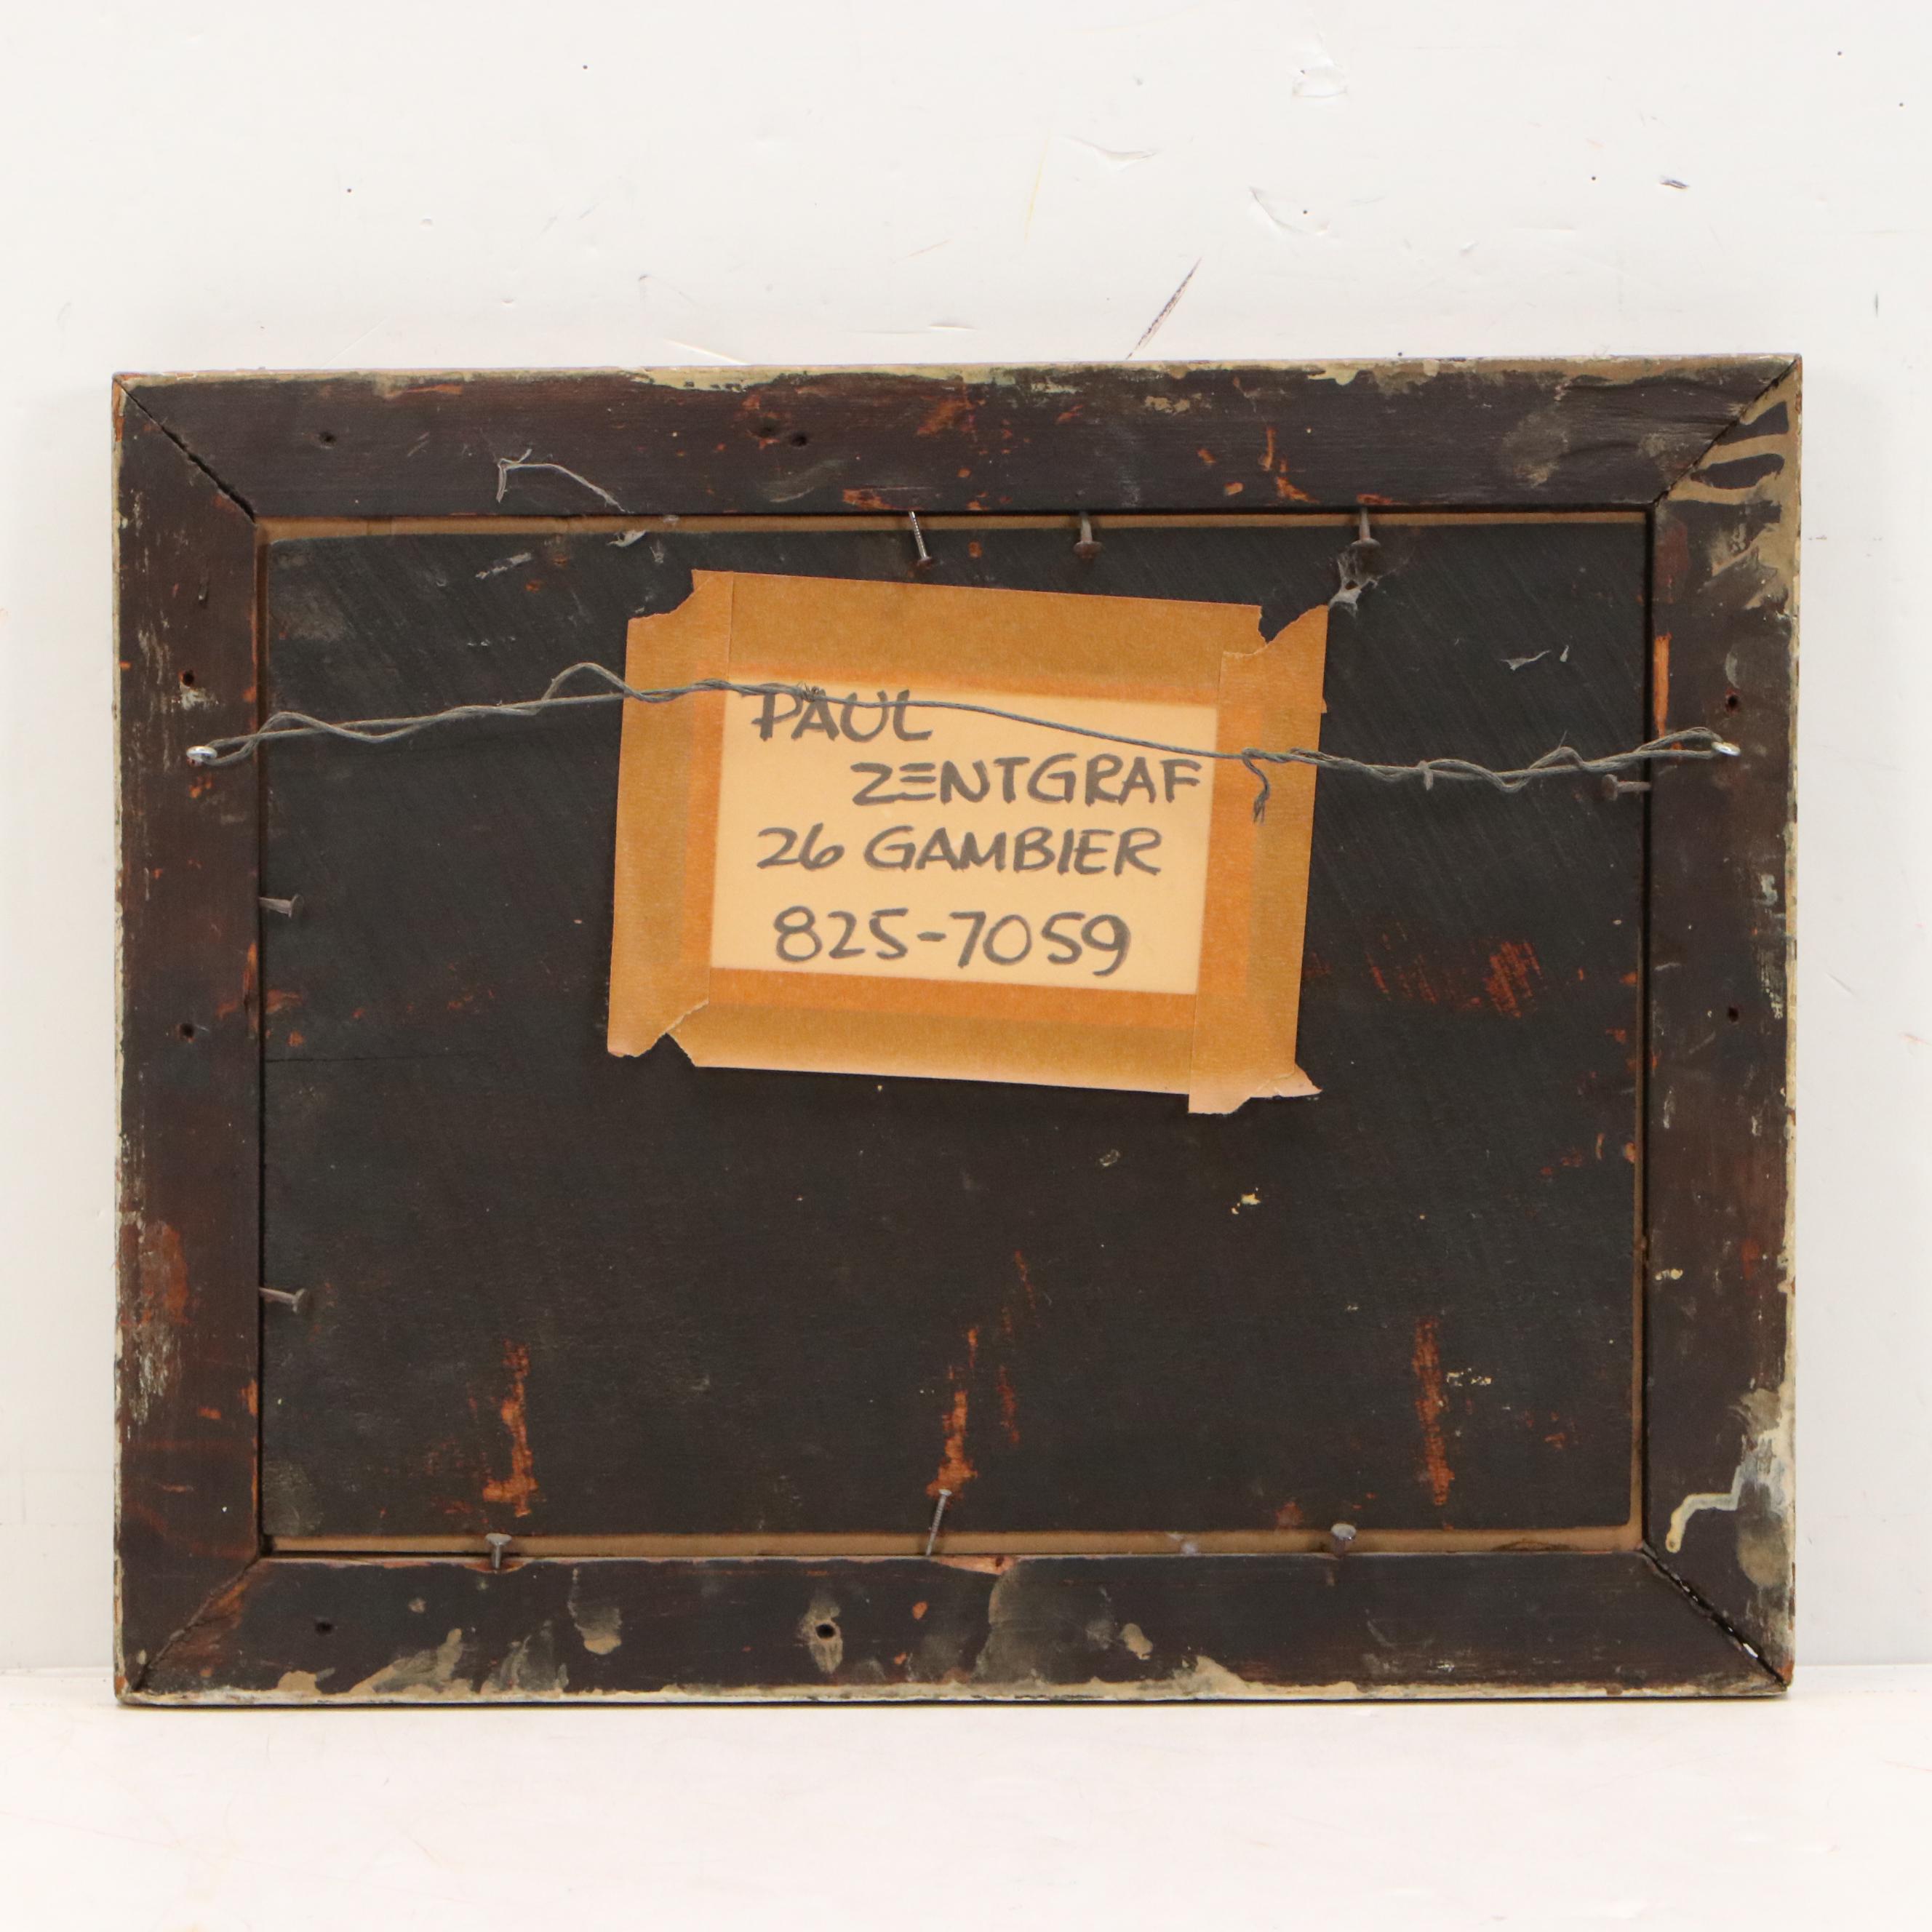 PAUL
ZENTGRAF
26 GAMBIER
825-7059